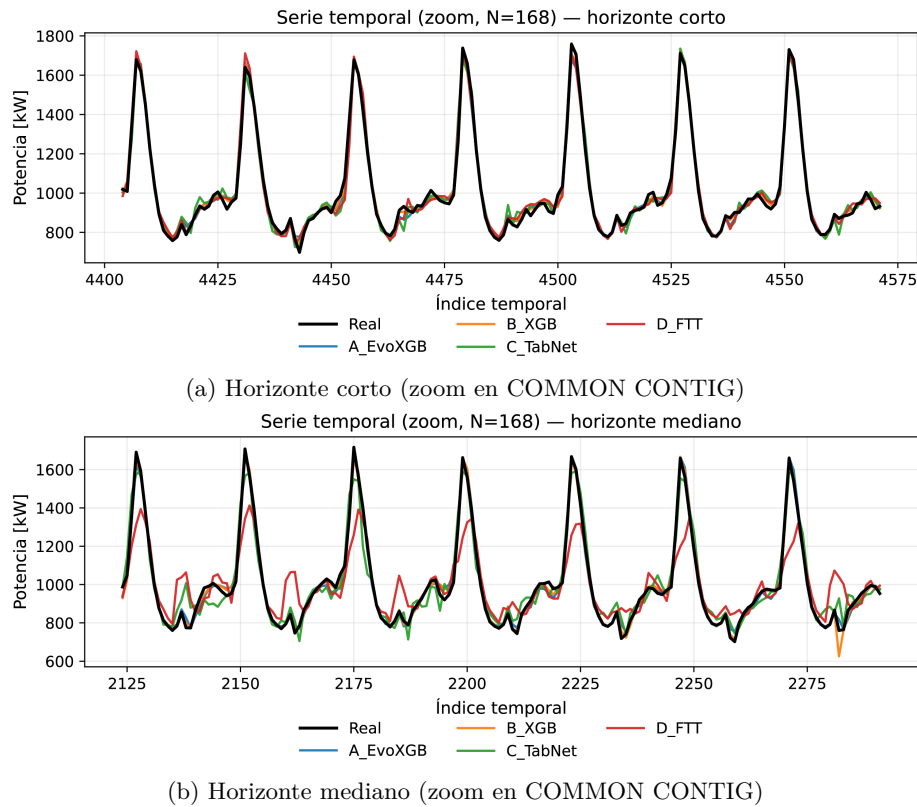 Serie temporal (zoom, N=168) — horizonte corto
1800
1600
1400
1200
1000
800
Potencia [kW]
4400 4425 4450 4475 4500 4525 4550 4575
Índice temporal
Real B_XGB D_FTT
A_EvoXGB C_TabNet
(a) Horizonte corto (zoom en COMMON CONTIG)
Serie temporal (zoom, N=168) — horizonte mediano
1600
1400
1200
1000
800
600
Potencia [kW]
2125 2150 2175 2200 2225 2250 2275
Índice temporal
Real B_XGB D_FTT
A_EvoXGB C_TabNet
(b) Horizonte mediano (zoom en COMMON CONTIG)